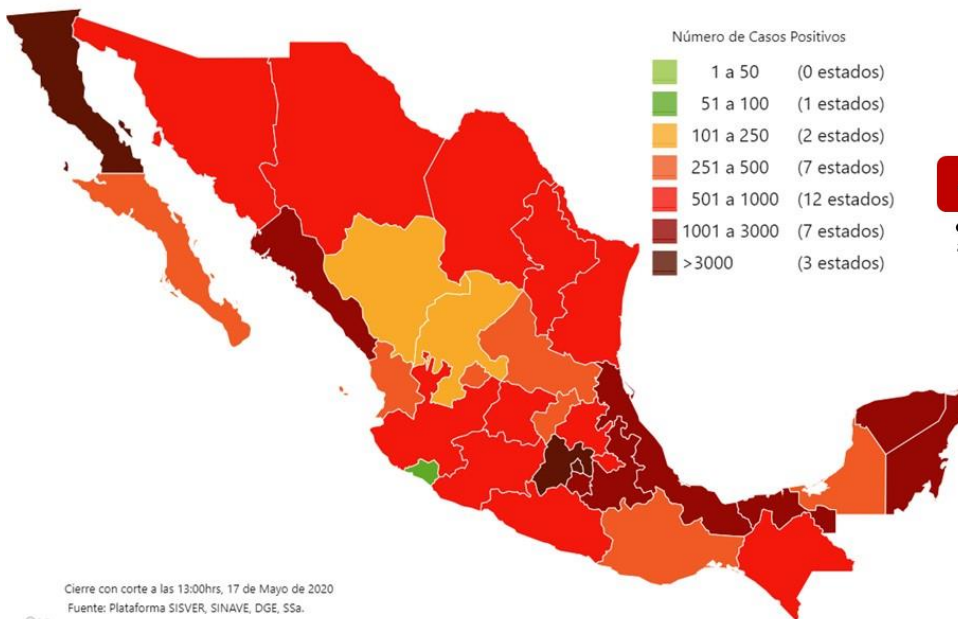 Número de Casos Positivos
1 a 50 (0 estados)
51 a 100 (1 estados)
101 a 250 (2 estados)
251 a 500 (7 estados)
501 a 1000 (12 estados)
1001 a 3000 (7 estados)
>3000 (3 estados)
Cierre con corte a las 13:00hrs, 17 de Mayo de 2020
Fuente: Plataforma SISVER, SINAVE, DGE, SSa.